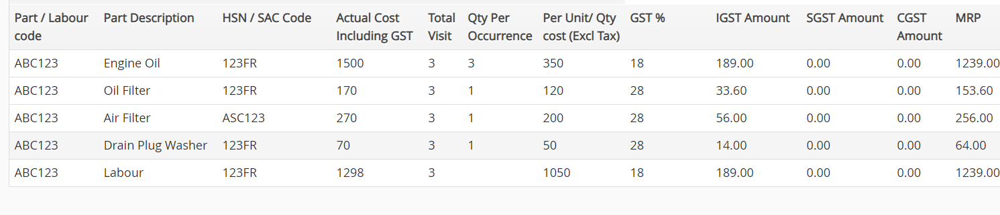 Part / Labour code Part Description HSN / SAC Code Actual Cost Including GST Total Visit Qty Per Occurrence Per Unit/ Qty cost (Excl Tax) GST % IGST Amount SGST Amount CGST Amount MRP
ABC123 Engine Oil 123FR 1500 3 3 350 18 189.00 0.00 0.00 1239.00
ABC123 Oil Filter 123FR 170 3 1 120 28 33.60 0.00 0.00 153.60
ABC123 Air Filter ASC123 270 3 1 200 28 56.00 0.00 0.00 256.00
ABC123 Drain Plug Washer 123FR 70 3 1 50 28 14.00 0.00 0.00 64.00
ABC123 Labour 123FR 1298 3 1050 18 189.00 0.00 0.00 1239.00